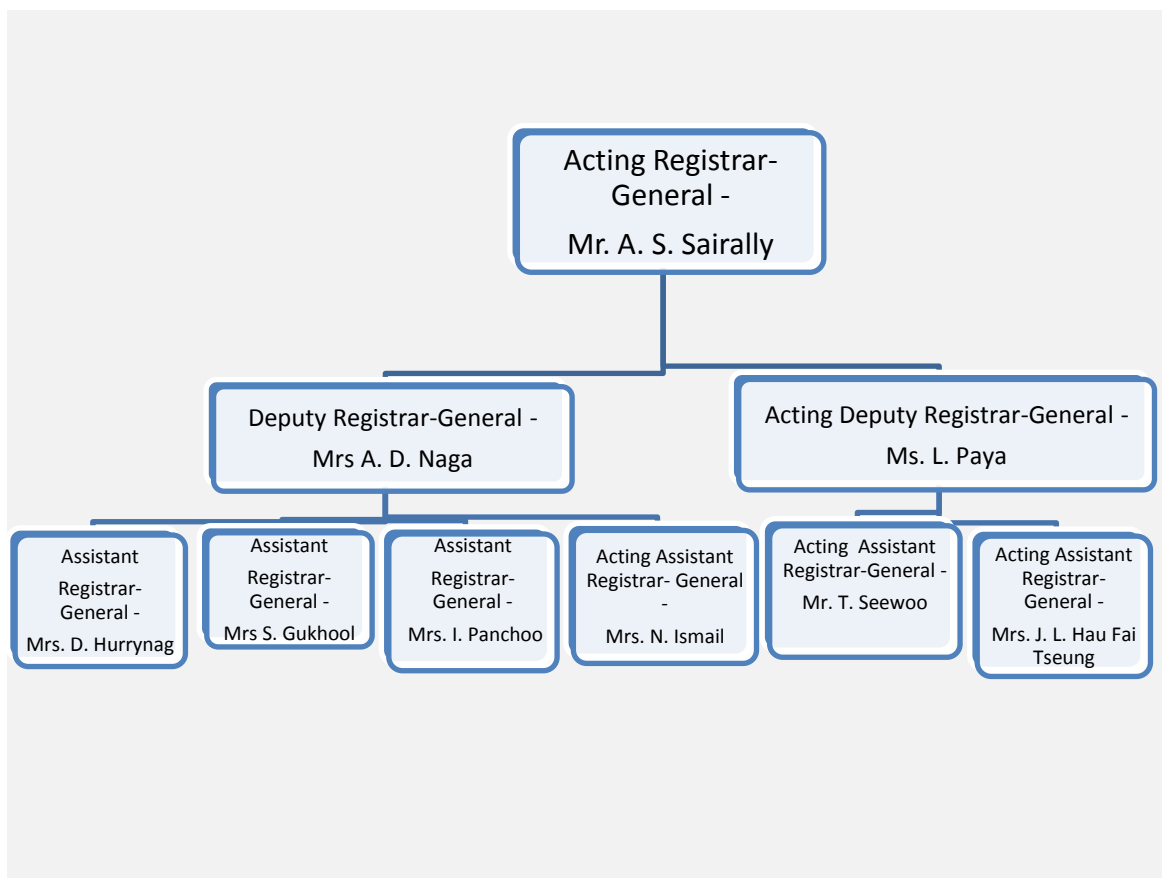 Acting Registrar-
General -
Mr. A. S. Sairally
Deputy Registrar-General -
Mrs A. D. Naga
Acting Deputy Registrar-General -
Ms. L. Paya
Assistant
Registrar-
General -
Mrs. D. Hurrynag
Assistant
Registrar-
General -
Mrs S. Gukhool
Assistant
Registrar-
General -
Mrs. I. Panchoo
Acting Assistant
Registrar- General
-
Mrs. N. Ismail
Acting  Assistant
Registrar-General -
Mr. T. Seewoo
Acting Assistant
Registrar-
General -
Mrs. J. L. Hau Fai
Tseung